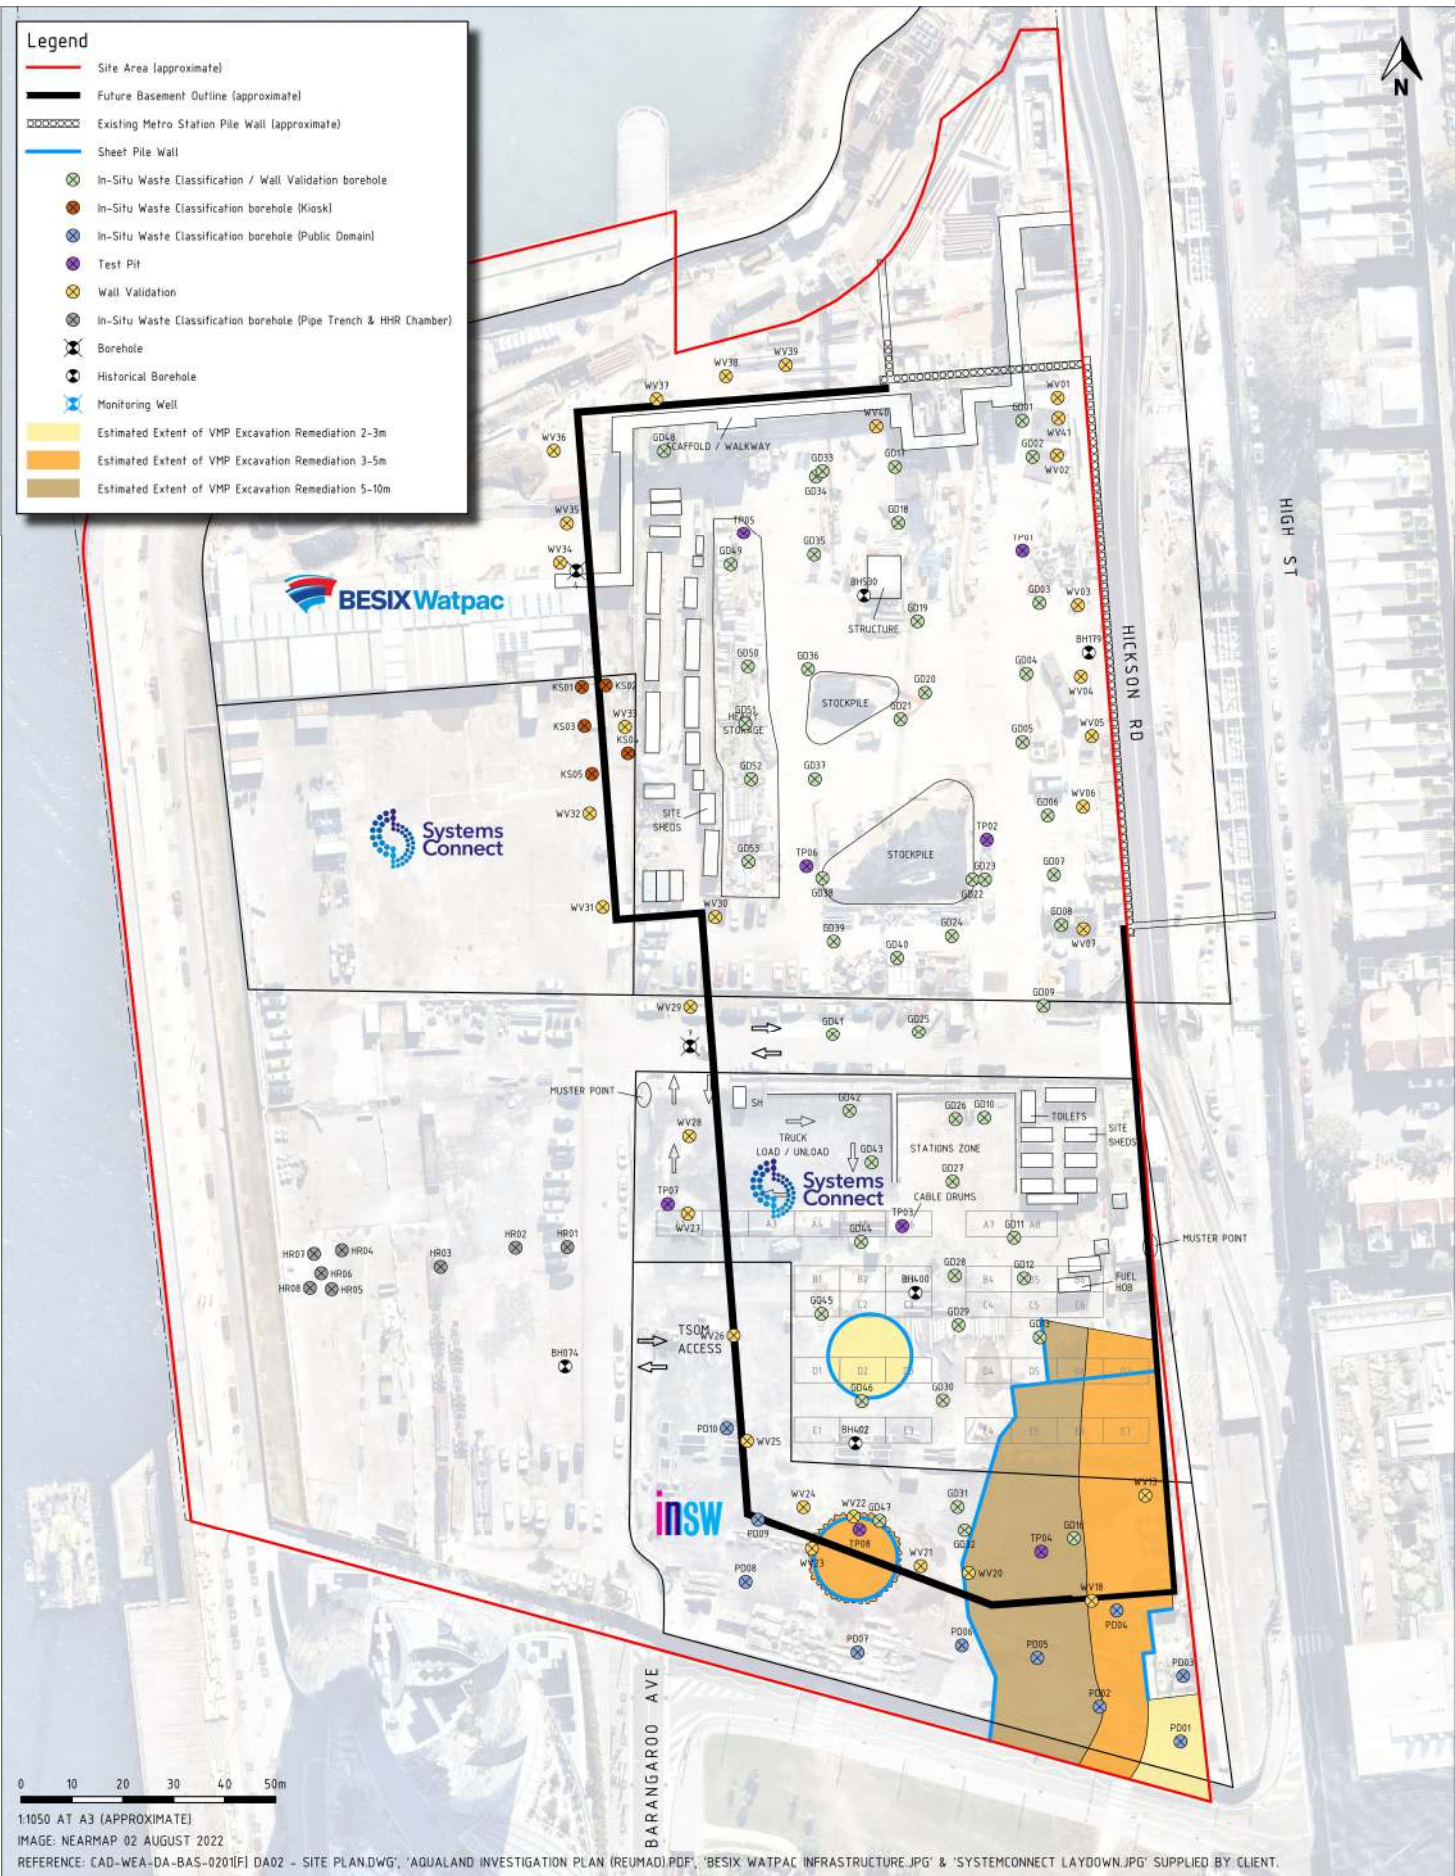 Legend
Site Area (approximate)
Future Basement Outline (approximate)
Existing Metro Station Pile Wall (approximate)
Sheet Pile Wall
In-Situ Waste Classification / Wall Validation borehole
In-Situ Waste Classification borehole (Kiosk)
In-Situ Waste Classification borehole (Public Domain)
Test Pit
Wall Validation
In-Situ Waste Classification borehole (Pipe Trench & HHR Chamber)
Borehole
Historical Borehole
Monitoring Well
Estimated Extent of VMP Excavation Remediation 2-3m
Estimated Extent of VMP Excavation Remediation 3-5m
Estimated Extent of VMP Excavation Remediation 5-10m
N
WV39
WV38
WV37
WV01
WV40
GD01
WV41
WV36
GD48
SCAFFOLD / WALKWAY
GD02
WV02
GD33
GD17
GD34
HIGH ST
WV35
TP05
GD18
WV34
GD49
GD35
TP01
BESIX Watpac
BH530
GD03
WV03
GD19
STRUCTURE
HICKSON RD
BH179
GD50
GD36
GD04
WV04
KS01
KS02
GD20
STOCKPILE
GD51
GD21
KS03
WV33
HEAVY
STORAGE
WV05
GD05
KS04
KS05
GD52
GD37
WV32
SITE
SHEDS
GD06
WV06
Systems
Connect
TP02
STOCKPILE
GD53
TP06
GD23
GD07
GD38
GD22
WV31
WV30
GD08
WV07
GD39
GD24
GD40
WV29
GD09
GD41
GD25
7
MUSTER POINT
SH
GD42
GD26
GD10
TOILETS
WV28
TRUCK
LOAD / UNLOAD
STATIONS ZONE
SITE
SHEDS
GD43
GD27
Systems
Connect
CABLE DRUMS
TP07
WV27
A3
A4
TP03
A7
A8
GD11
GD44
MUSTER POINT
HR07
HR04
HR03
HR02
HR01
HR06
HR08
HR05
GD28
GD12
B1
B2
BH400
B4
B5
B6
FUEL
HOB
GD45
C2
C3
C4
C5
C6
GD29
TSOM
ACCESS
WV26
GD13
BH074
D1
D2
D3
D4
D5
D6
D7
GD46
GD30
PD10
WV25
E1
BH402
E3
E4
E5
E6
E7
insw
WV24
WV22
GD47
GD31
WV13
PD09
TP08
GD32
GD16
TP04
WV23
WV21
WV20
PD08
WV18
PD04
PD07
PD06
PD05
PD03
PD02
PD01
BARANGAROO AVE
0 10 20 30 40 50m
1:1050 AT A3 (APPROXIMATE)
IMAGE: NEARMAP 02 AUGUST 2022
REFERENCE: CAD-WEA-DA-BAS-0201[F] DA02 - SITE PLAN.DWG', 'AQUALAND INVESTIGATION PLAN (REUMAD).PDF', 'BESIX WATPAC INFRASTRUCTURE.JPG' & 'SYSTEMCONNECT LAYDOWN.JPG' SUPPLIED BY CLIENT.